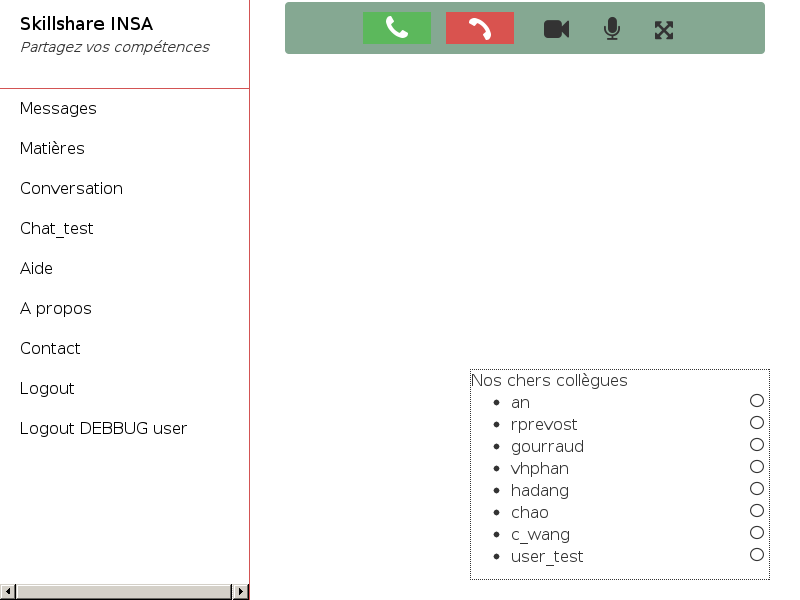 Skillshare INSA
Partagez vos compétences
Messages
Matières
Conversation
Chat_test
Aide
A propos
Contact
Logout
Logout DEBBUG user
Nos chers collègues
an
rprevost
gourraud
vhphan
hadang
chao
c_wang
user_test